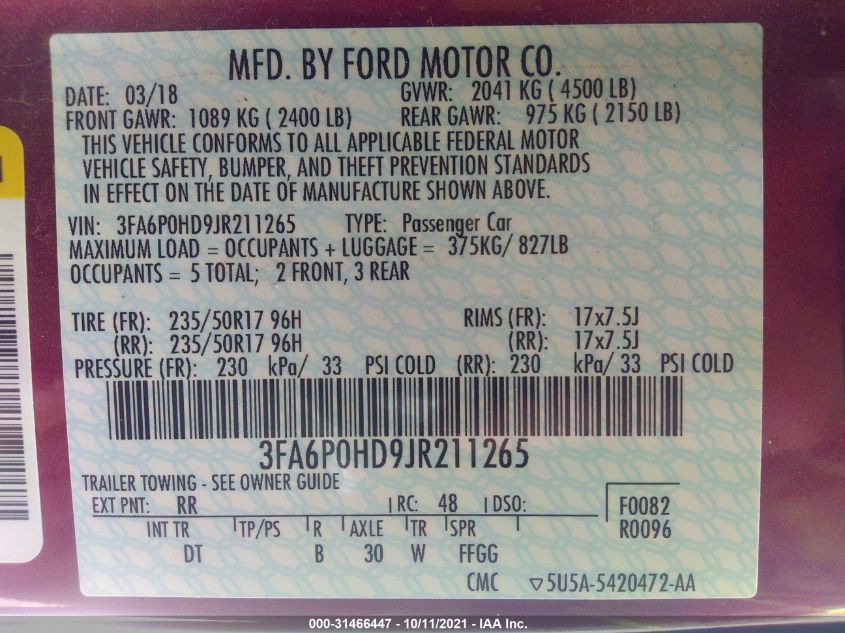 MFD. BY FORD MOTOR CO.
DATE: 03/18 GVWR: 2041 KG ( 4500 LB)
FRONT GAWR: 1089 KG ( 2400 LB) REAR GAWR: 975 KG ( 2150 LB)
THIS VEHICLE CONFORMS TO ALL APPLICABLE FEDERAL MOTOR
VEHICLE SAFETY, BUMPER, AND THEFT PREVENTION STANDARDS
IN EFFECT ON THE DATE OF MANUFACTURE SHOWN ABOVE.
VIN: 3FA6P0HD9JR211265 TYPE: Passenger Car
MAXIMUM LOAD = OCCUPANTS + LUGGAGE = 375KG/ 827LB
OCCUPANTS = 5 TOTAL; 2 FRONT, 3 REAR
TIRE (FR): 235/50R17 96H RIMS (FR): 17x7.5J
(RR): 235/50R17 96H (RR): 17x7.5J
PRESSURE (FR): 230 kPa/ 33 PSI COLD (RR): 230 kPa/ 33 PSI COLD
3FA6P0HD9JR211265
TRAILER TOWING - SEE OWNER GUIDE
EXT PNT: RR RC: 48 DSO: F0082
INT TR TP/PS R AXLE TR SPR R0096
DT B 30 W FFGG
CMC ▽5U5A-5420472-AA
000-31466447 - 10/11/2021 - IAA Inc.